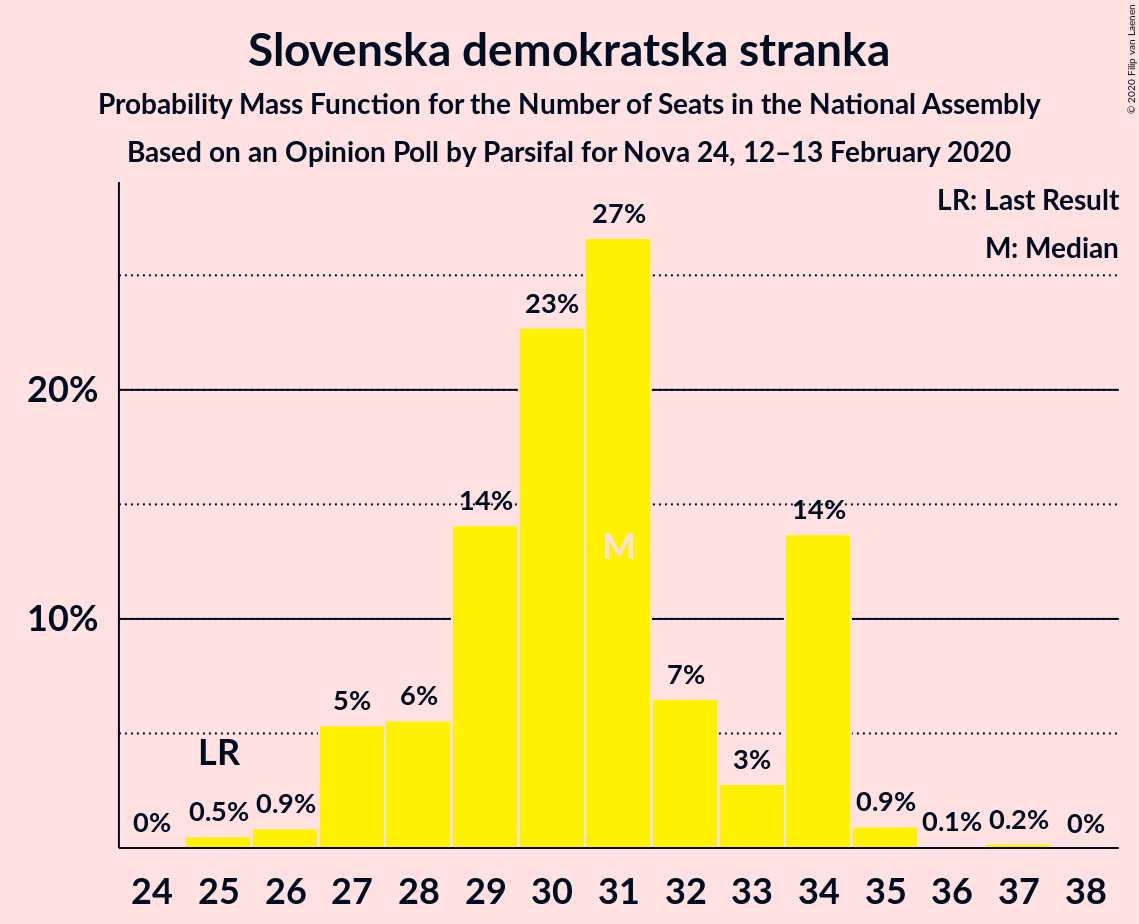 Slovenska demokratska stranka
Probability Mass Function for the Number of Seats in the National Assembly
Based on an Opinion Poll by Parsifal for Nova 24, 12–13 February 2020
© 2020 Filip van Laenen
LR: Last Result
M: Median
20%
10%
0%
0.5%
0.9%
5%
6%
14%
23%
27%
7%
3%
14%
0.9%
0.1%
0.2%
0%
LR
M
24 25 26 27 28 29 30 31 32 33 34 35 36 37 38